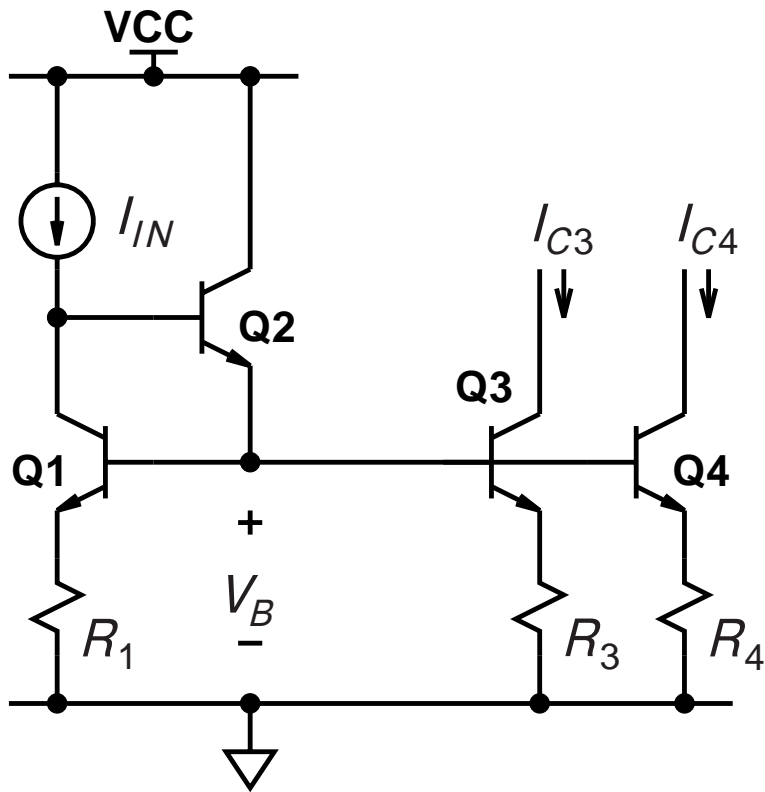 VCC
I_IN
I_C3
I_C4
Q2
Q3
Q1
Q4
+
V_B
−
R_1
R_3
R_4